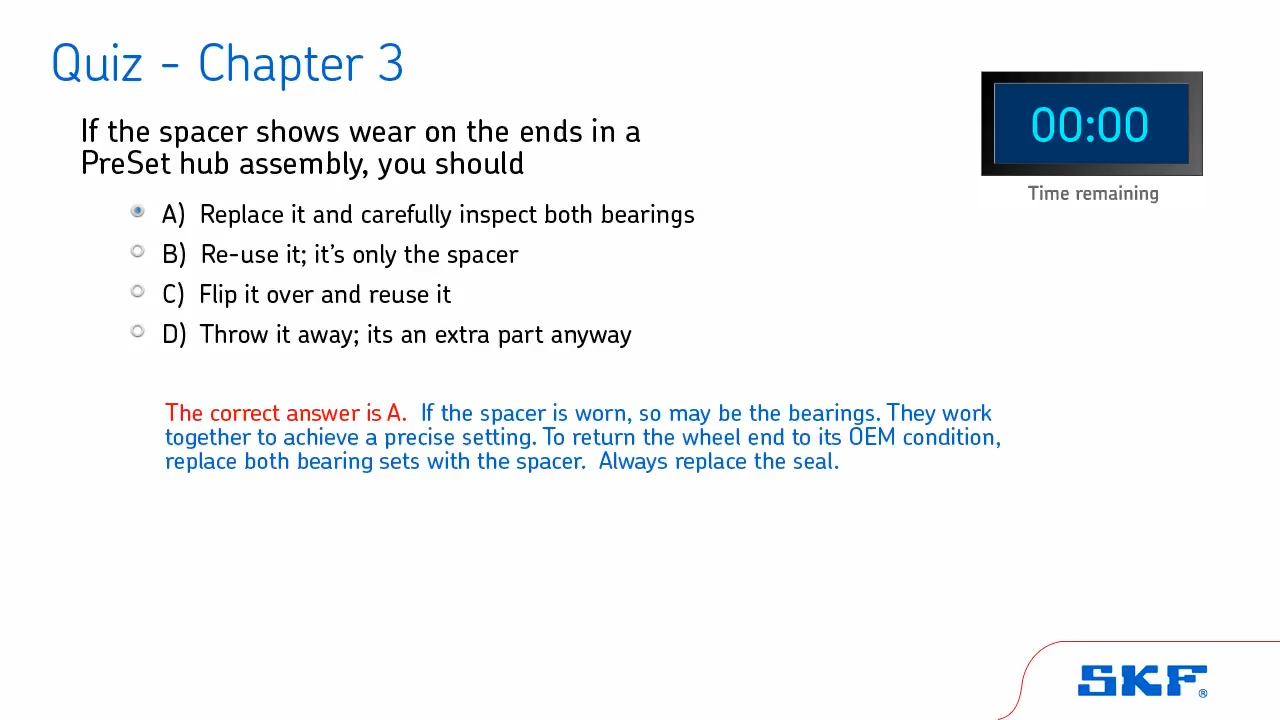 Quiz - Chapter 3
If the spacer shows wear on the ends in a
PreSet hub assembly, you should
00:00
Time remaining
A) Replace it and carefully inspect both bearings
B) Re-use it; it's only the spacer
C) Flip it over and reuse it
D) Throw it away; its an extra part anyway
The correct answer is A. If the spacer is worn, so may be the bearings. They work
together to achieve a precise setting. To return the wheel end to its OEM condition,
replace both bearing sets with the spacer. Always replace the seal.
SKF®